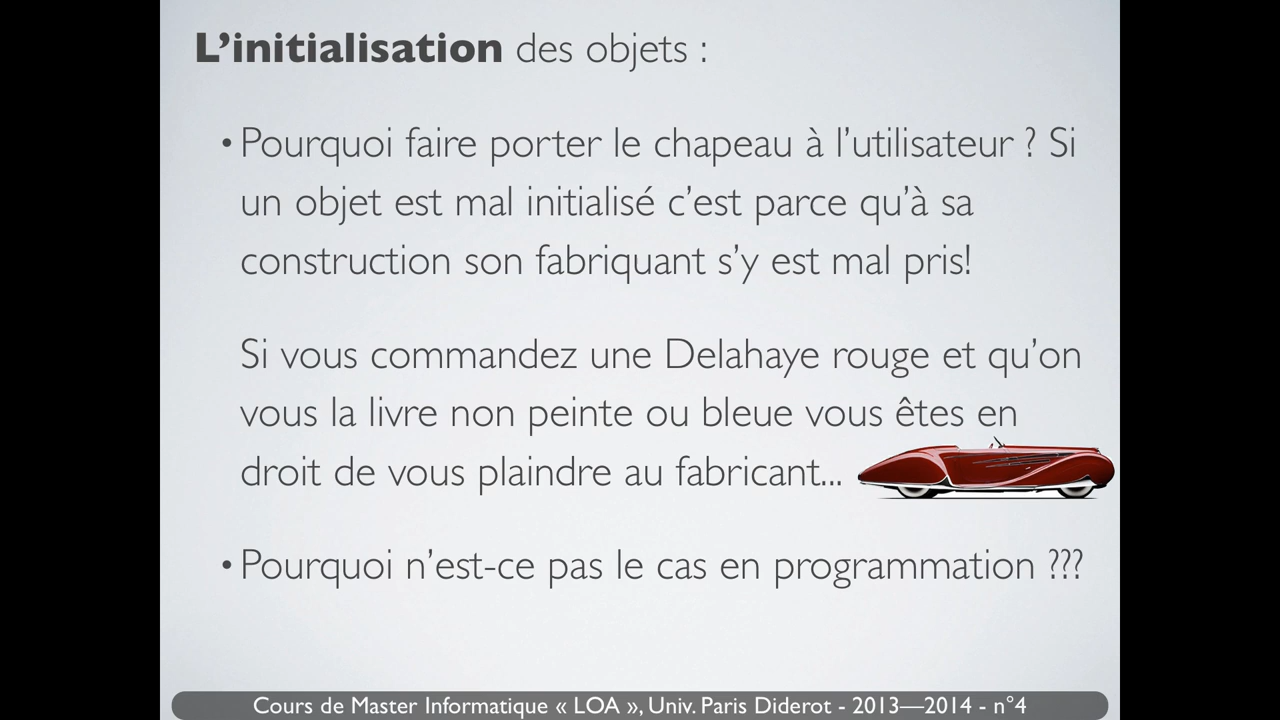 L’initialisation des objets :
• Pourquoi faire porter le chapeau à l’utilisateur ? Si
un objet est mal initialisé c’est parce qu’à sa
construction son fabriquant s’y est mal pris!
Si vous commandez une Delahaye rouge et qu’on
vous la livre non peinte ou bleue vous êtes en
droit de vous plaindre au fabricant...
• Pourquoi n’est-ce pas le cas en programmation ???
Cours de Master Informatique « LOA », Univ. Paris Diderot - 2013—2014 - n°4